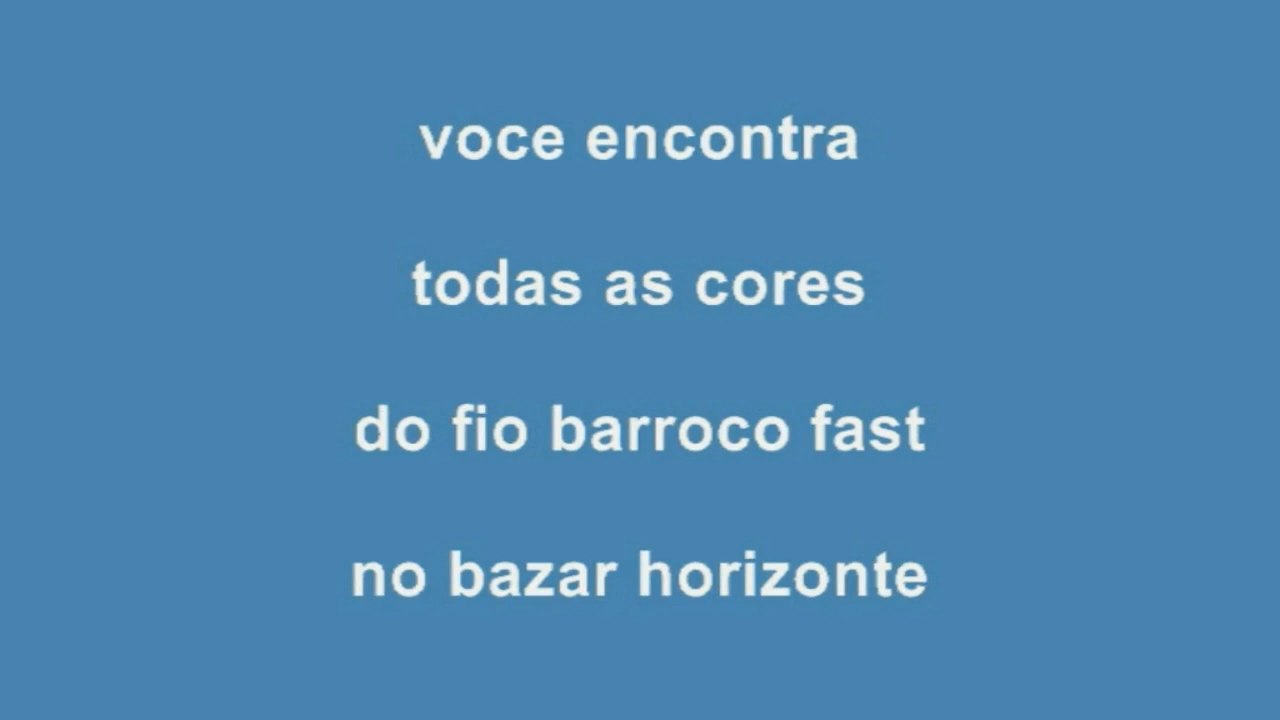 voce encontra
todas as cores
do fio barroco fast
no bazar horizonte